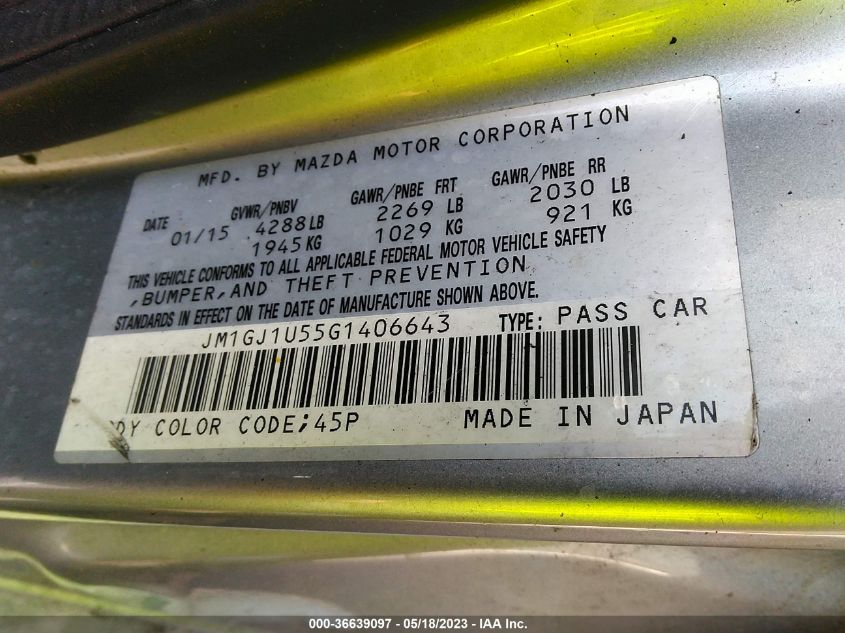 MFD. BY MAZDA MOTOR CORPORATION
DATE GVWR/PNBV GAWR/PNBE FRT GAWR/PNBE RR
01/15 4288 LB 2269 LB 2030 LB
1945 KG 1029 KG 921 KG
THIS VEHICLE CONFORMS TO ALL APPLICABLE FEDERAL MOTOR VEHICLE SAFETY
,BUMPER,AND THEFT PREVENTION
STANDARDS IN EFFECT ON THE DATE OF MANUFACTURE SHOWN ABOVE.
JM1GJ1U55G1406643 TYPE: PASS CAR
DY COLOR CODE;45P MADE IN JAPAN
000-36639097 - 05/18/2023 - IAA Inc.